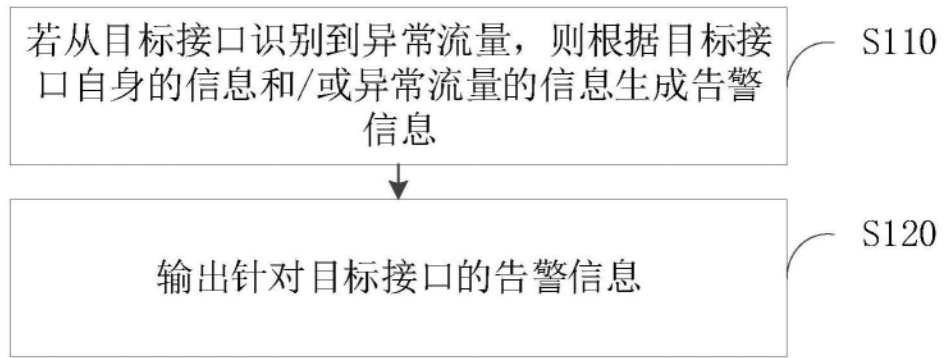 若从目标接口识别到异常流量，则根据目标接
口自身的信息和/或异常流量的信息生成告警
信息
S110
输出针对目标接口的告警信息
S120